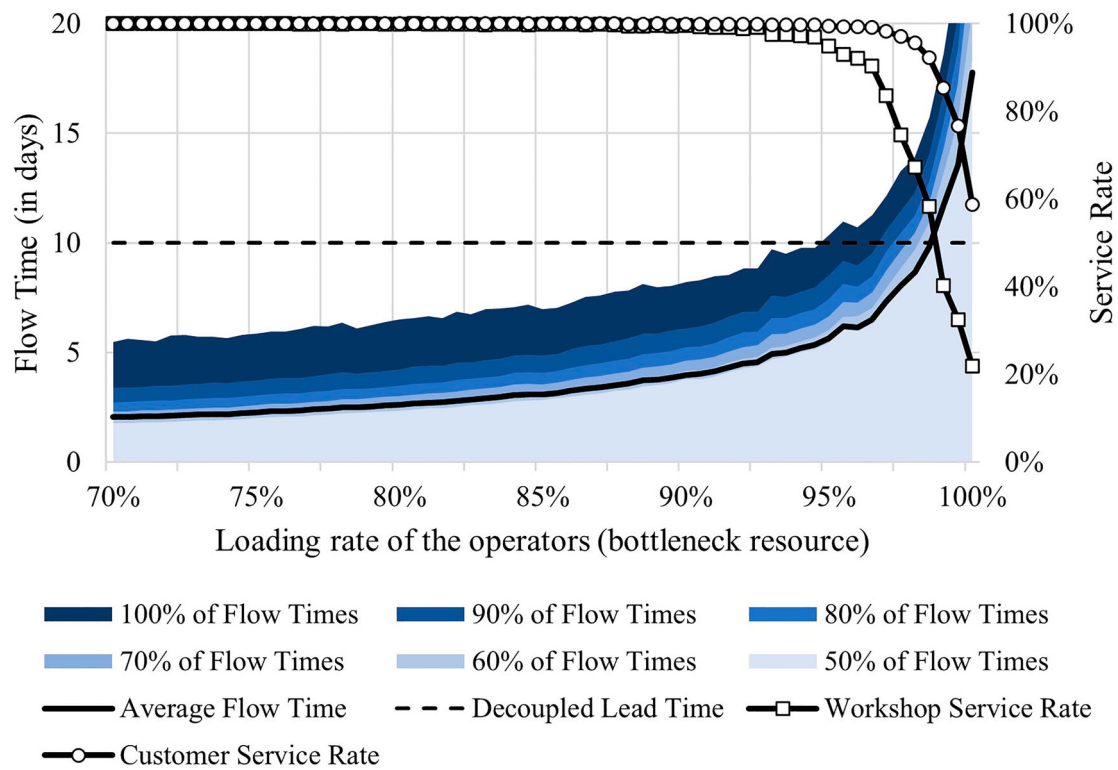 20
15
10
5
0
Flow Time (in days)
100%
80%
60%
40%
20%
0%
Service Rate
70% 75% 80% 85% 90% 95% 100%
Loading rate of the operators (bottleneck resource)
100% of Flow Times 90% of Flow Times 80% of Flow Times
70% of Flow Times 60% of Flow Times 50% of Flow Times
Average Flow Time Decoupled Lead Time Workshop Service Rate
Customer Service Rate